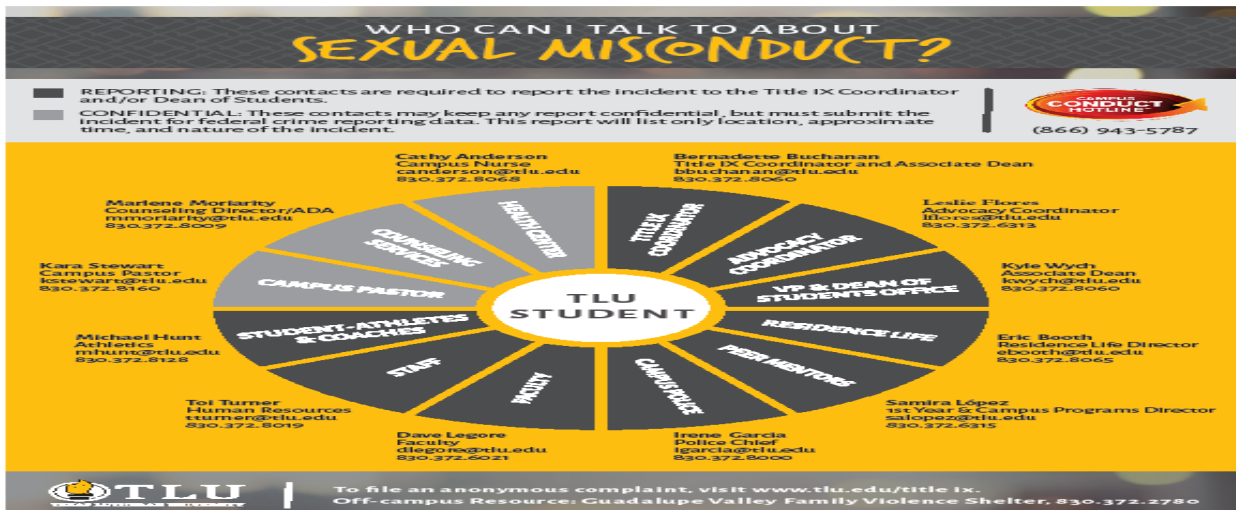 WHO CAN I TALK TO ABOUT
SEXUAL MISCONDUCT?
REPORTING: These contacts are required to report the incident to the Title IX Coordinator
and/or Dean of Students.
CONFIDENTIAL: These contacts may keep any report confidential, but must submit the
incident for federal crime reporting data. This report will list only location, approximate
time, and nature of the incident.
CAMPUS
CONDUCT
HOTLINE
(866) 943-5787
Cathy Anderson
Campus Nurse
canderson@tlu.edu
830.372.8068
Bernadette Buchanan
Title IX Coordinator and Associate Dean
bbuchanan@tlu.edu
830.372.8060
Marlene Moriarity
Counseling Director/ADA
mmoriarity@tlu.edu
830.372.8009
Leslie Flores
Advocacy Coordinator
lflores@tlu.edu
830.372.6313
Kara Stewart
Campus Pastor
kstewart@tlu.edu
830.372.8160
Kyle Wych
Associate Dean
kwych@tlu.edu
830.372.8060
Michael Hunt
Athletics
mhunt@tlu.edu
830.372.8128
Eric Booth
Residence Life Director
ebooth@tlu.edu
830.372.8065
Toi Turner
Human Resources
tturner@tlu.edu
830.372.8019
Samira López
1st Year & Campus Programs Director
salopez@tlu.edu
830.372.6315
Dave Legore
Faculty
dlegore@tlu.edu
830.372.6021
Irene Garcia
Police Chief
igarcia@tlu.edu
830.372.8000
HEALTH CENTER
TITLE IX
COORDINATOR
COUNSELING
SERVICES
ADVOCACY
COORDINATOR
CAMPUS PASTOR
VP & DEAN OF
STUDENTS OFFICE
TLU
STUDENT
STUDENT-ATHLETES
& COACHES
RESIDENCE LIFE
STAFF
PEER MENTORS
FACULTY
CAMPUS POLICE
TLU
To file an anonymous complaint, visit www.tlu.edu/title ix.
Off-campus Resource: Guadalupe Valley Family Violence Shelter, 830.372.2780